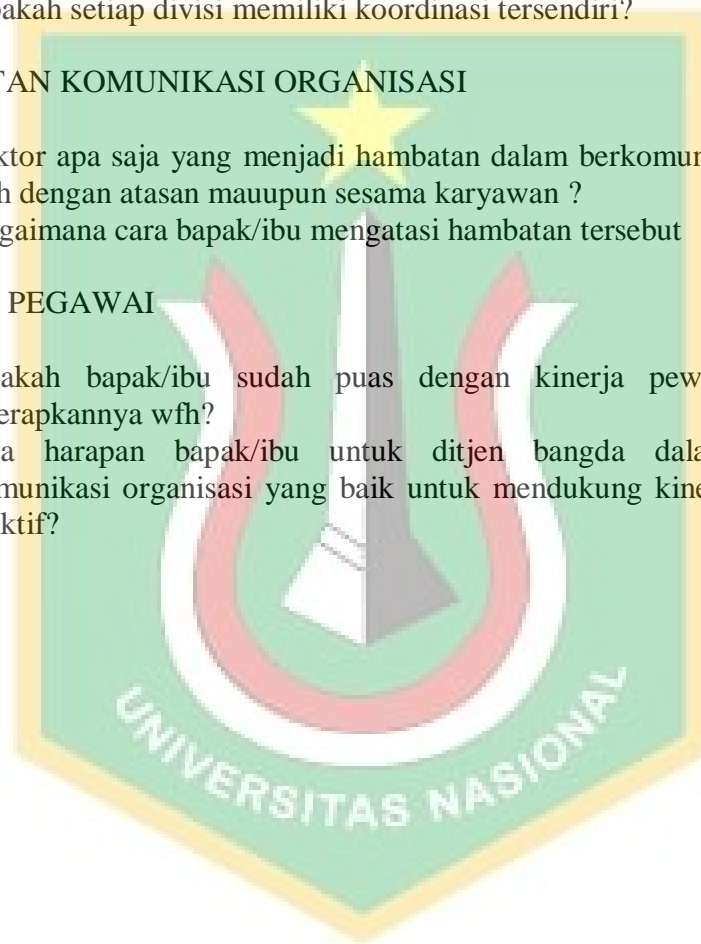 pakah setiap divisi memiliki koordinasi tersendiri?
TAN KOMUNIKASI ORGANISASI
ktor apa saja yang menjadi hambatan dalam berkomun
h dengan atasan mauupun sesama karyawan ?
gaimana cara bapak/ibu mengatasi hambatan tersebut
PEGAWAI
akah bapak/ibu sudah puas dengan kinerja pew
erapkannya wfh?
a harapan bapak/ibu untuk ditjen bangda dala
munikasi organisasi yang baik untuk mendukung kine
ktif?
UNIVERSITAS NASIONAL